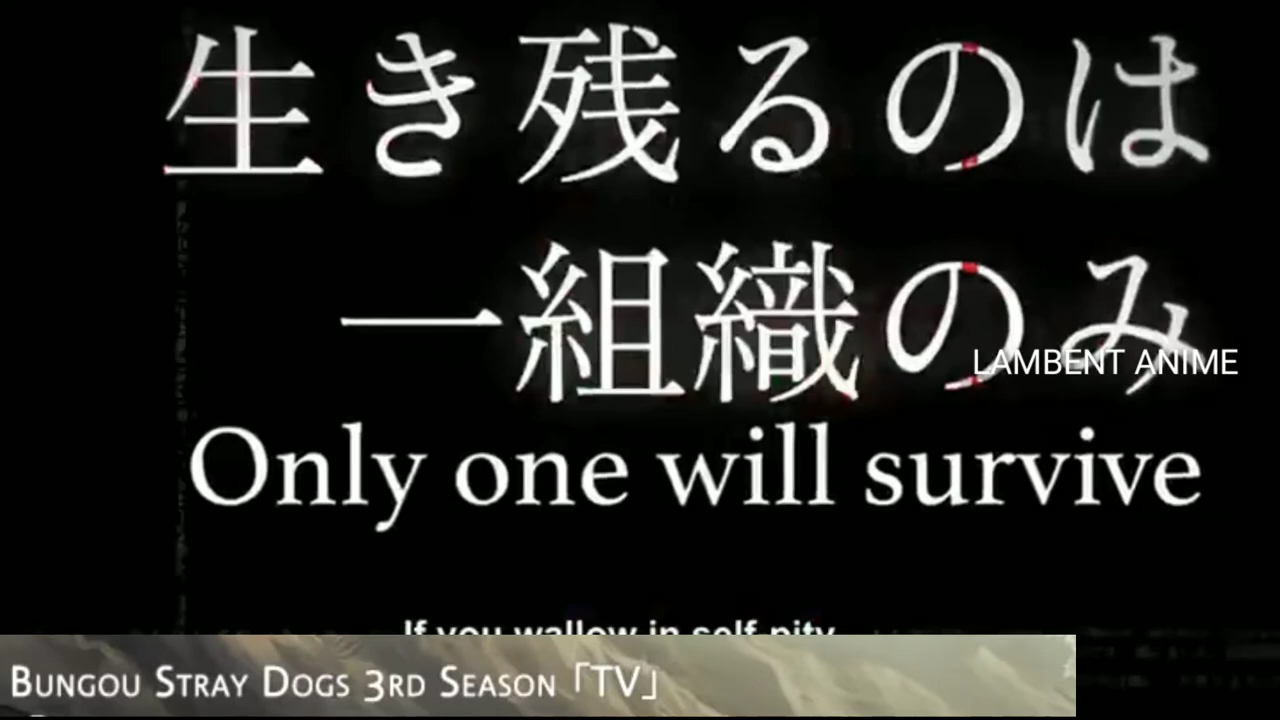 生き残るのは
一組織のみ
LAMBENT ANIME
Only one will survive
If you wallow in self-pity
BUNGOU STRAY DOGS 3RD SEASON「TV」